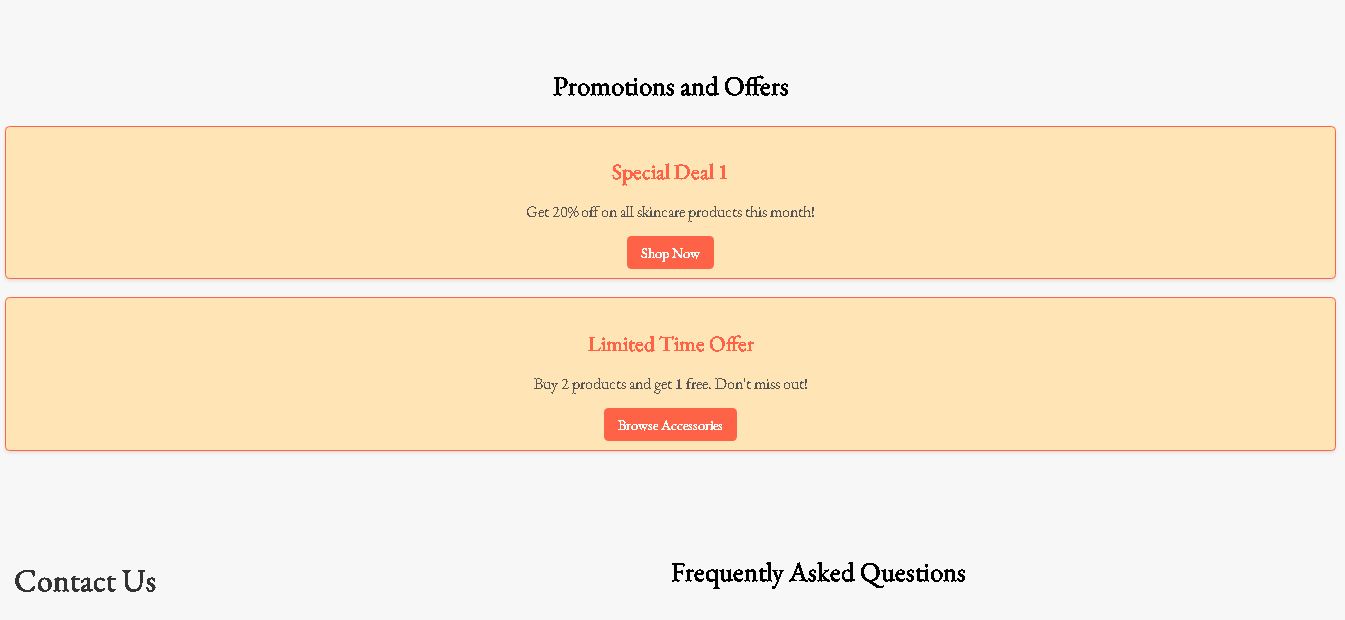 Promotions and Offers
Special Deal 1
Get 20% off on all skincare products this month!
Shop Now
Limited Time Offer
Buy 2 products and get 1 free. Don't miss out!
Browse Accessories
Contact Us
Frequently Asked Questions